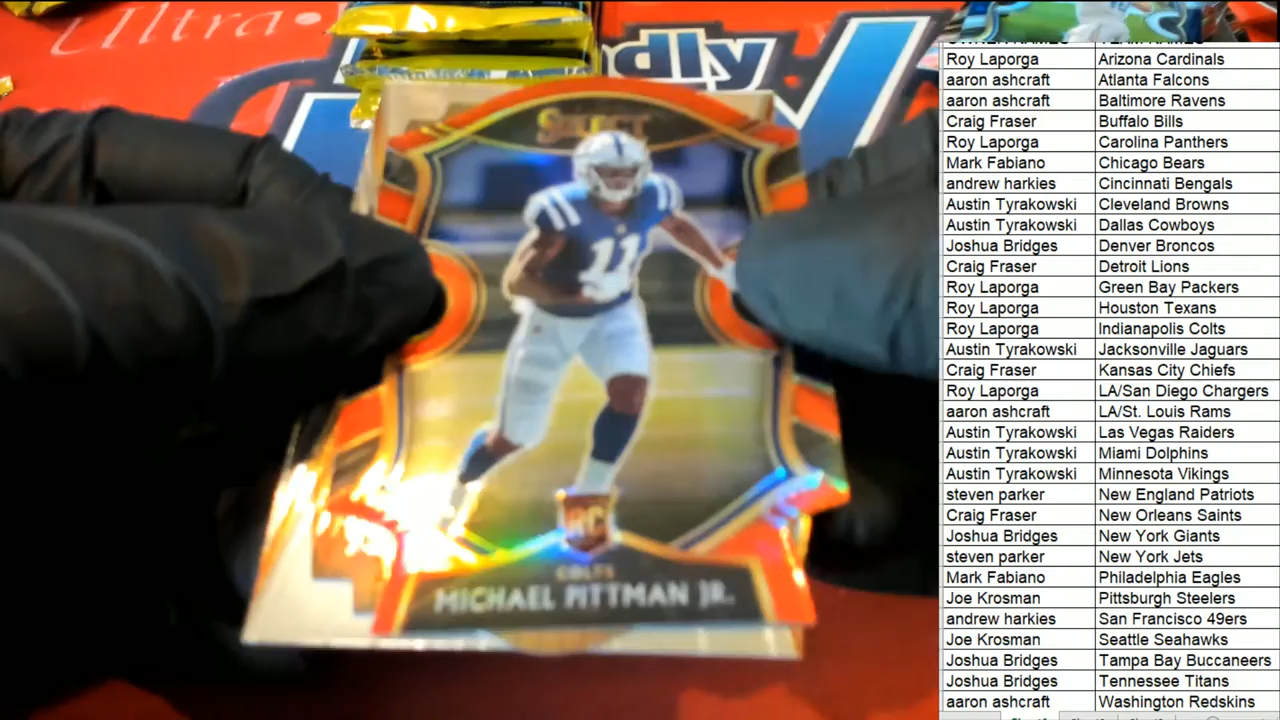 Ultra
dly
SELECT
11
RC
COLTS
MICHAEL PITTMAN JR.
OWNER NAMES TEAM NAMES
Roy Laporga Arizona Cardinals
aaron ashcraft Atlanta Falcons
aaron ashcraft Baltimore Ravens
Craig Fraser Buffalo Bills
Roy Laporga Carolina Panthers
Mark Fabiano Chicago Bears
andrew harkies Cincinnati Bengals
Austin Tyrakowski Cleveland Browns
Austin Tyrakowski Dallas Cowboys
Joshua Bridges Denver Broncos
Craig Fraser Detroit Lions
Roy Laporga Green Bay Packers
Roy Laporga Houston Texans
Roy Laporga Indianapolis Colts
Austin Tyrakowski Jacksonville Jaguars
Craig Fraser Kansas City Chiefs
Roy Laporga LA/San Diego Chargers
aaron ashcraft LA/St. Louis Rams
Austin Tyrakowski Las Vegas Raiders
Austin Tyrakowski Miami Dolphins
Austin Tyrakowski Minnesota Vikings
steven parker New England Patriots
Craig Fraser New Orleans Saints
Joshua Bridges New York Giants
steven parker New York Jets
Mark Fabiano Philadelphia Eagles
Joe Krosman Pittsburgh Steelers
andrew harkies San Francisco 49ers
Joe Krosman Seattle Seahawks
Joshua Bridges Tampa Bay Buccaneers
Joshua Bridges Tennessee Titans
aaron ashcraft Washington Redskins